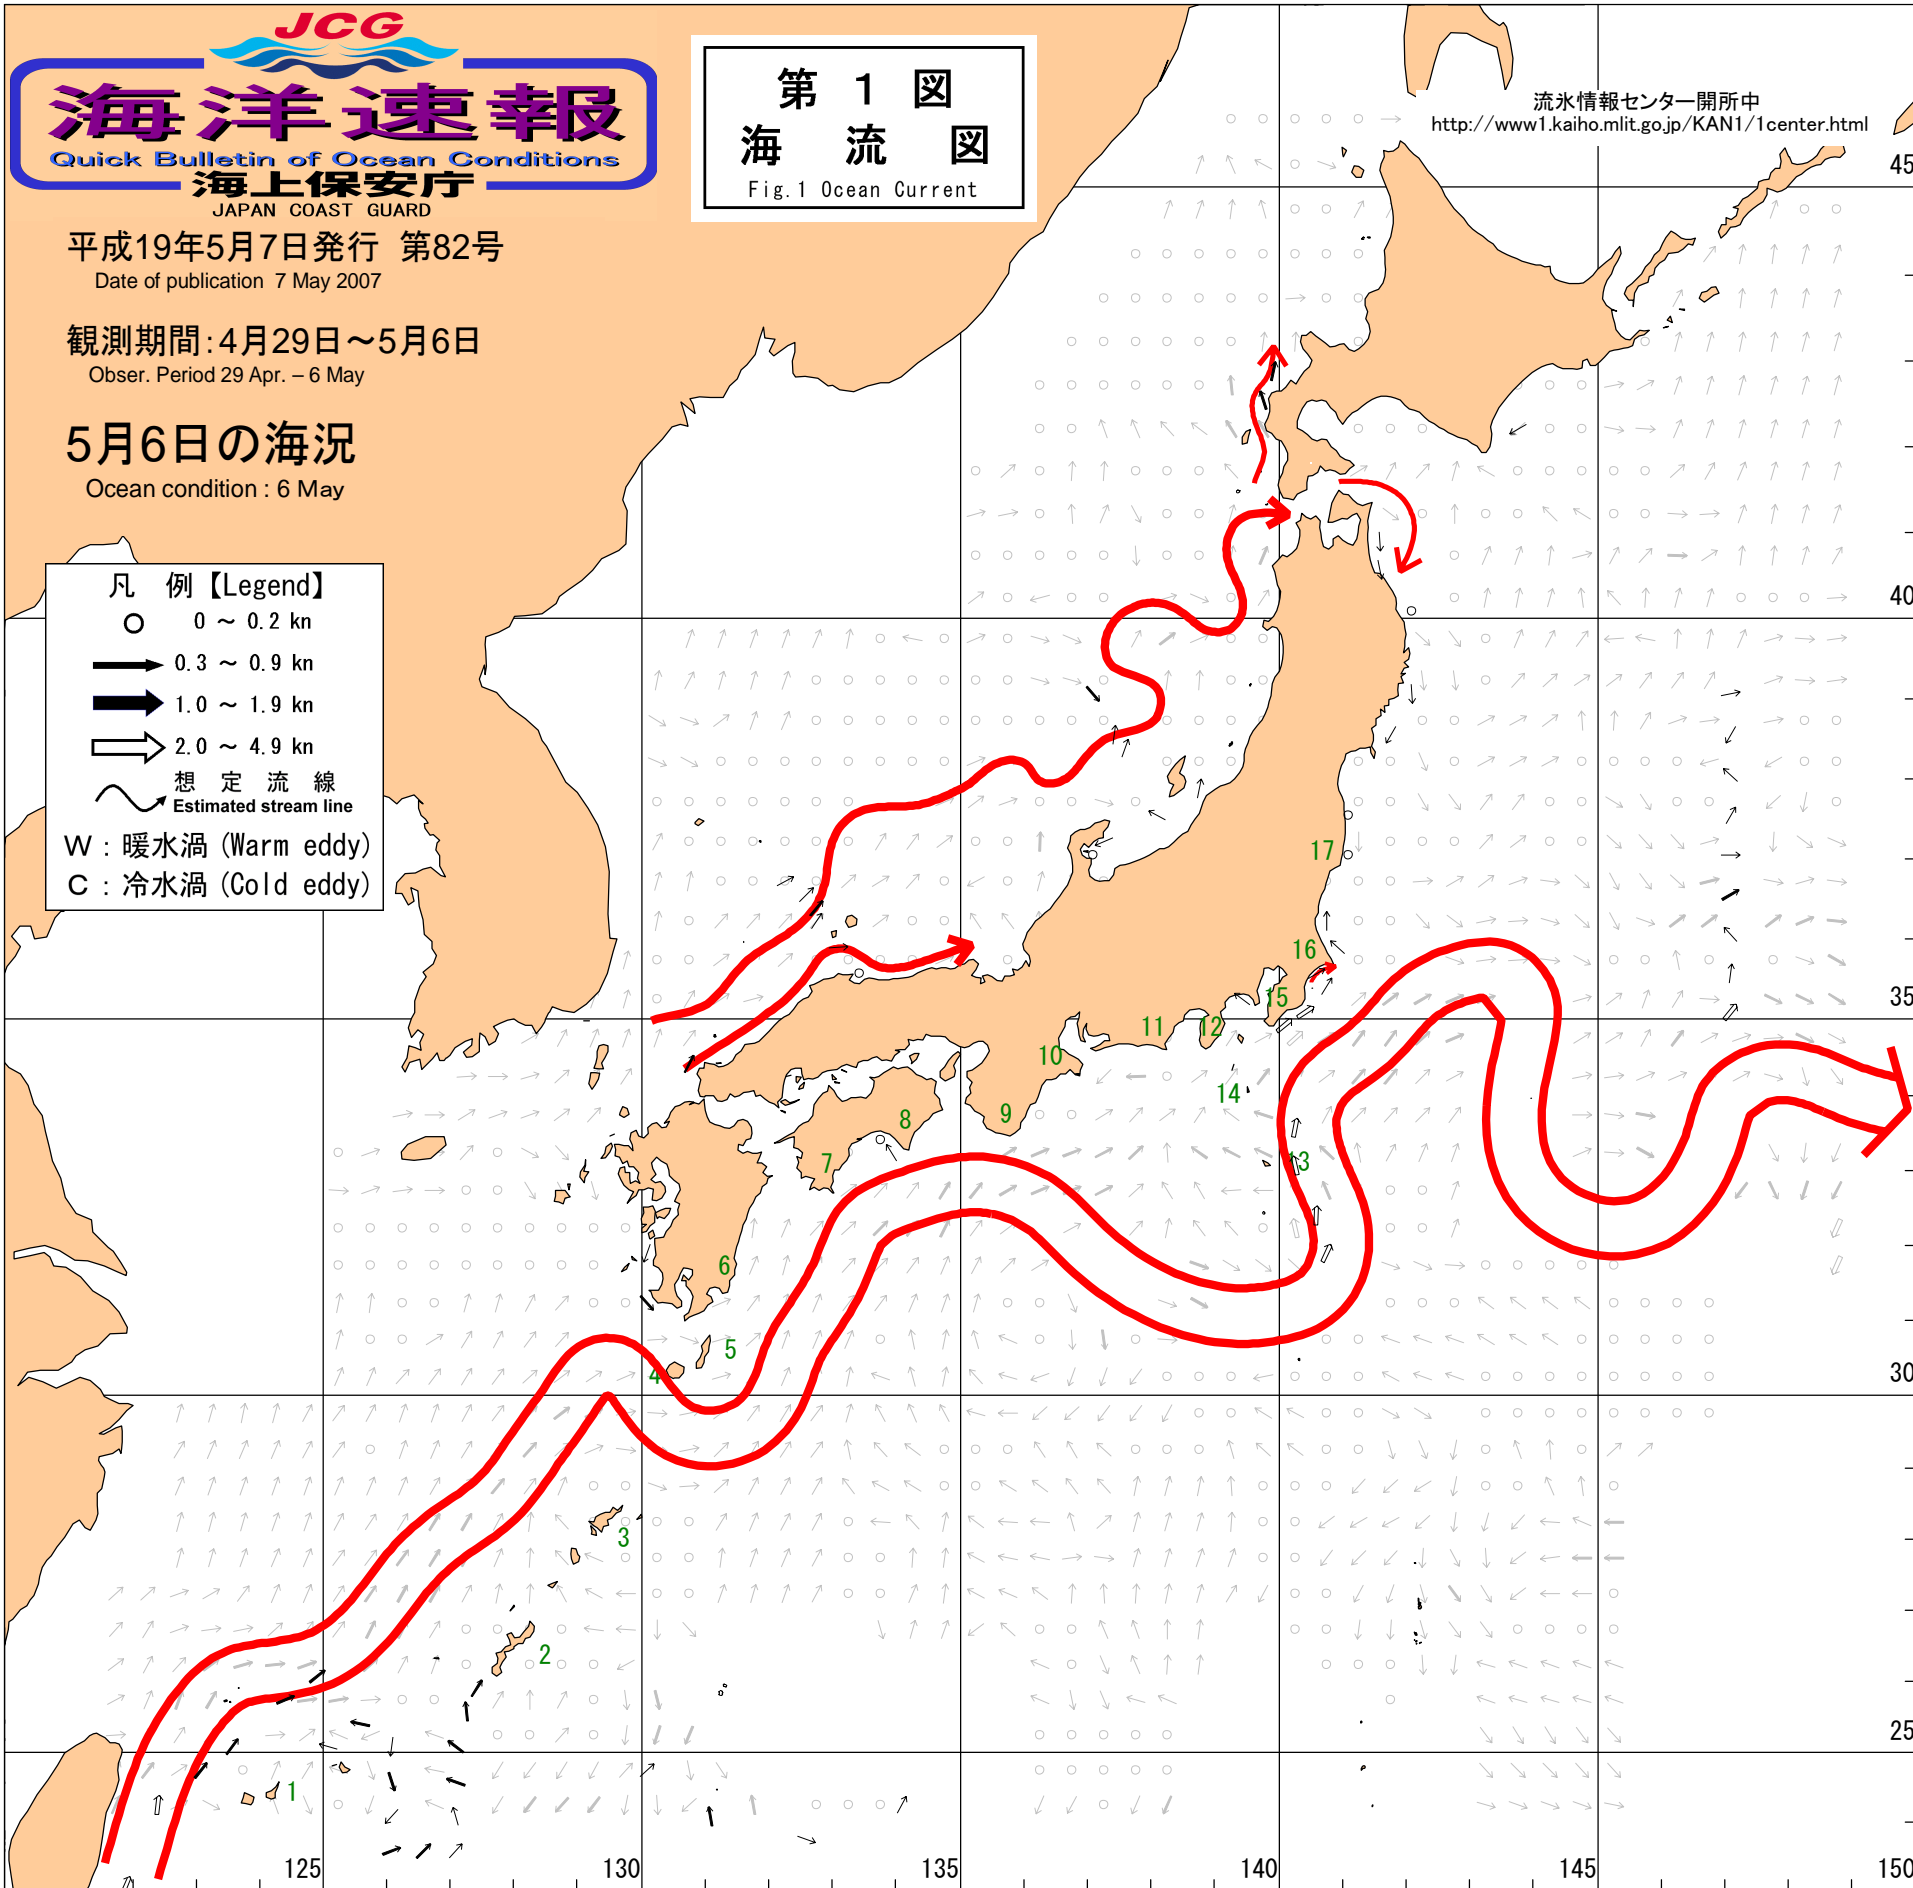 JCG
海洋速報
Quick Bulletin of Ocean Conditions
海上保安庁
JAPAN COAST GUARD
平成19年5月7日発行 第82号
Date of publication 7 May 2007
観測期間:4月29日～5月6日
Obser. Period 29 Apr. – 6 May
5月6日の海況
Ocean condition : 6 May
第 1 図
海 流 図
Fig.1 Ocean Current
流氷情報センター開所中
http://www1.kaiho.mlit.go.jp/KAN1/1center.html
凡 例【Legend】
0 ～ 0.2 kn
0.3 ～ 0.9 kn
1.0 ～ 1.9 kn
2.0 ～ 4.9 kn
想 定 流 線
Estimated stream line
W : 暖水渦 (Warm eddy)
C : 冷水渦 (Cold eddy)
45
40
17
16
35
15
12
11
10
14
9
8
7
13
6
5
4
30
3
2
25
1
125
130
135
140
145
150